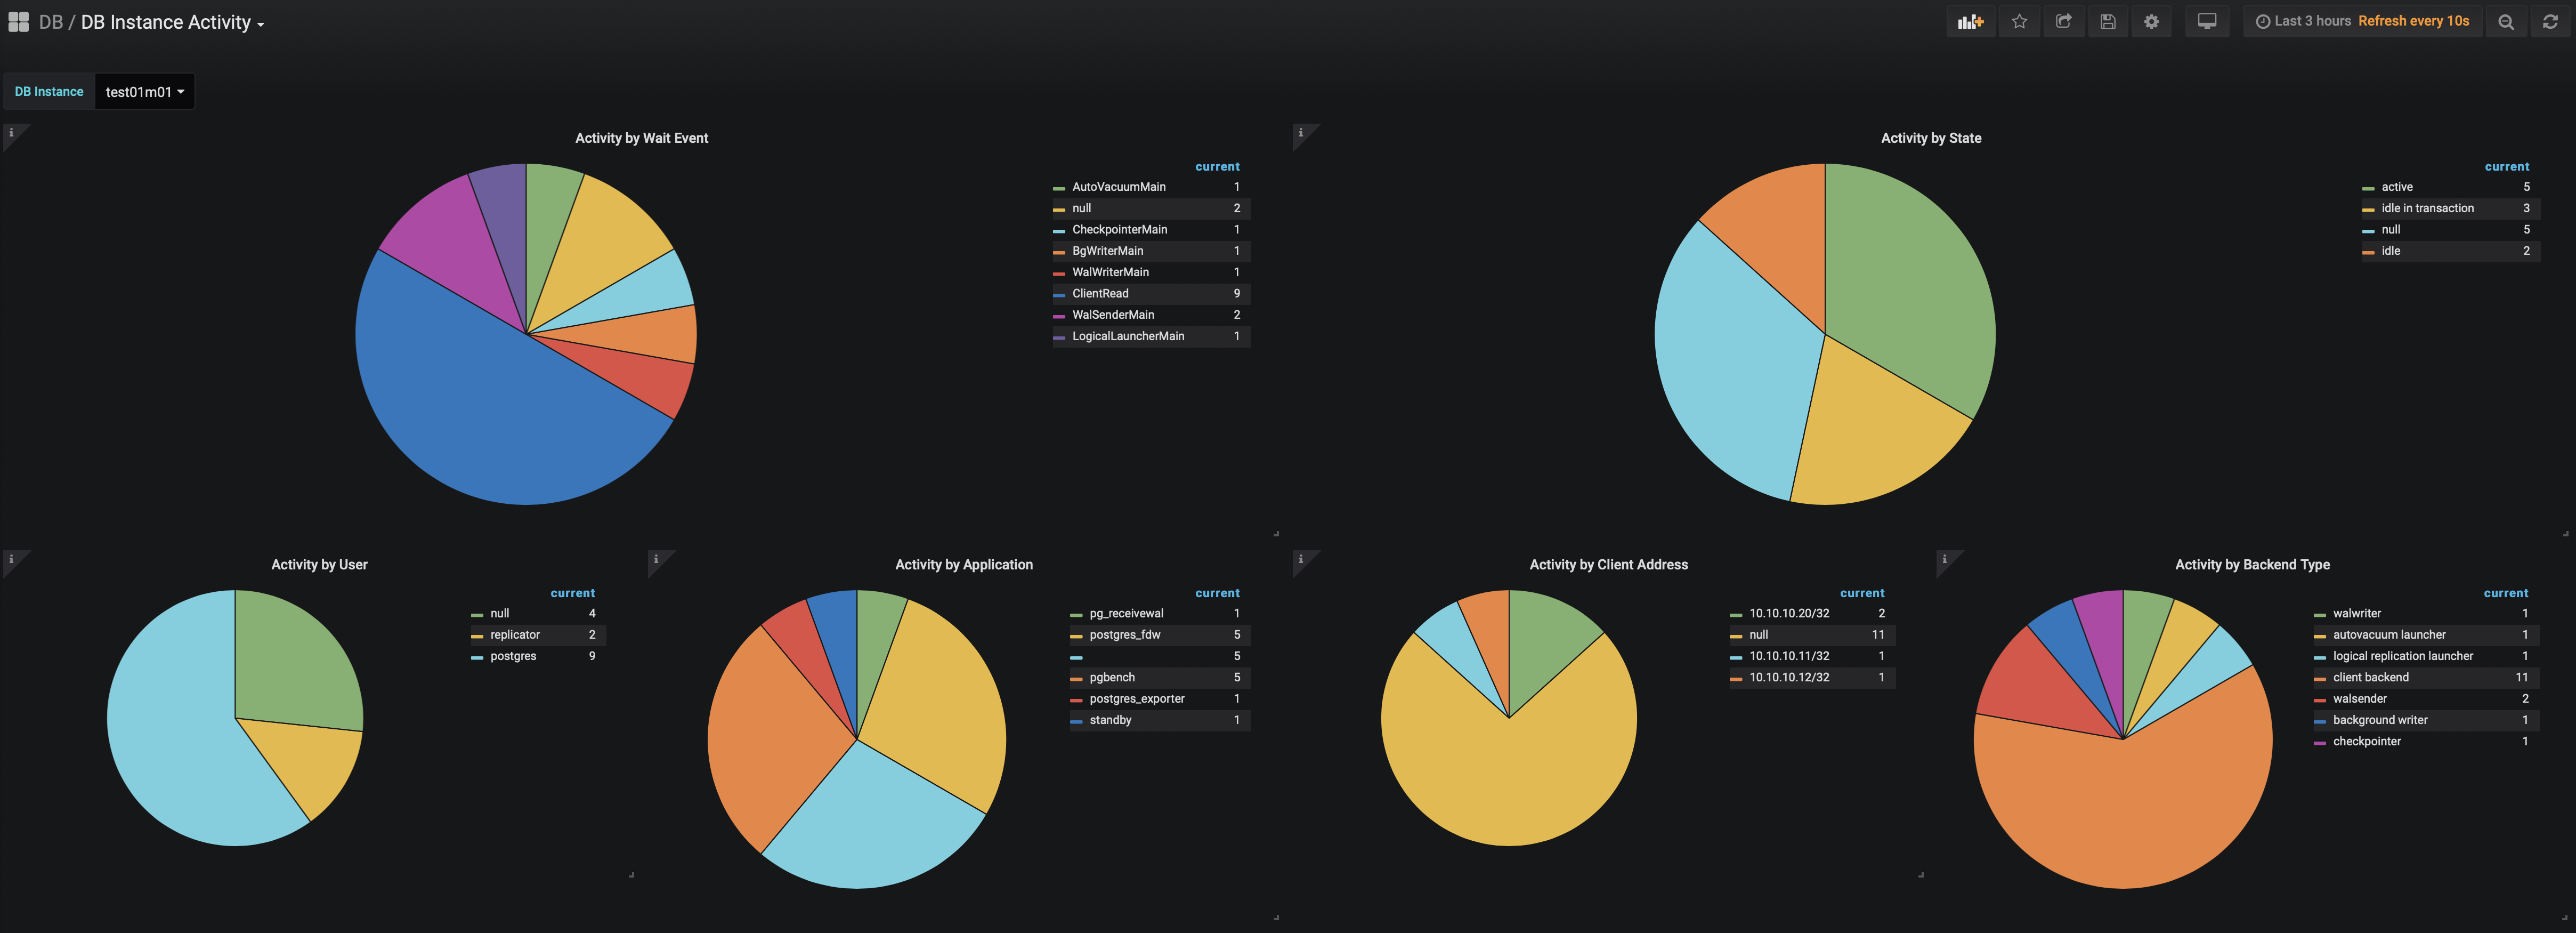 DB / DB Instance Activity
Last 3 hours Refresh every 10s
DB Instance test01m01
Activity by Wait Event
current
AutoVacuumMain 1
null 2
CheckpointerMain 1
BgWriterMain 1
WalWriterMain 1
ClientRead 9
WalSenderMain 2
LogicalLauncherMain 1
Activity by State
current
active 5
idle in transaction 3
null 5
idle 2
Activity by User
current
null 4
replicator 2
postgres 9
Activity by Application
current
pg_receivewal 1
postgres_fdw 5
5
pgbench 5
postgres_exporter 1
standby 1
Activity by Client Address
current
10.10.10.20/32 2
null 11
10.10.10.11/32 1
10.10.10.12/32 1
Activity by Backend Type
current
walwriter 1
autovacuum launcher 1
logical replication launcher 1
client backend 11
walsender 2
background writer 1
checkpointer 1